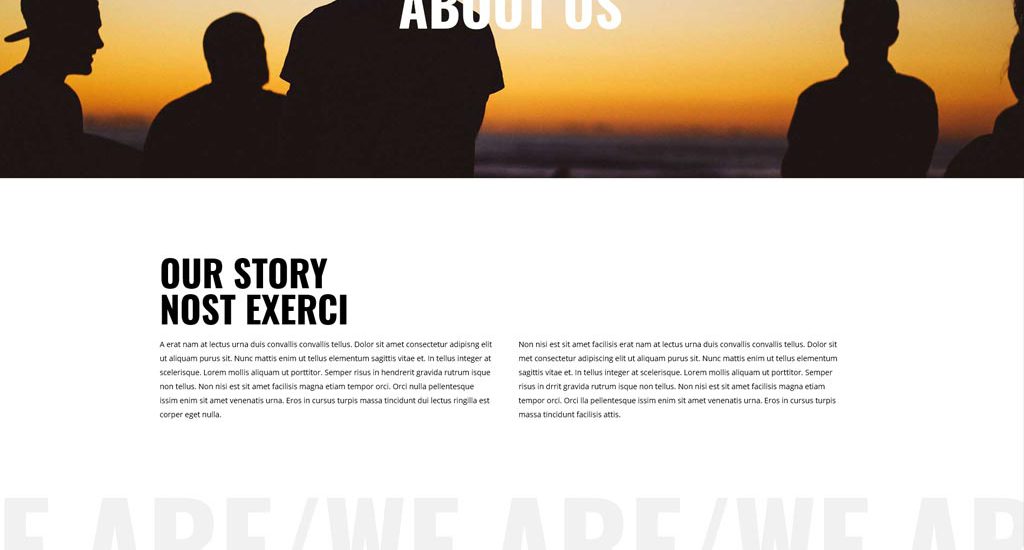 ABOUT US
OUR STORY
NOST EXERCI
A erat nam at lectus urna duis convallis convallis tellus. Dolor sit amet consectetur adipisng elit
ut aliquam purus sit. Nunc mattis enim ut tellus elementum sagittis vitae et. In tellus integer at
scelerisque. Lorem mollis aliquam ut porttitor. Semper risus in hendrerit gravida rutrum isque
non tellus. Non nisi est sit amet facilisis magna etiam tempor orci. Orci nulla pellentesque
issim enim sit amet venenatis urna. Eros in cursus turpis massa tincidunt dui lectus ringilla est
corper eget nulla.
Non nisi est sit amet facilisis erat nam at lectus urna duis convallis tellus. Dolor sit
met consectetur adipiscing elit ut aliquam purus sit. Nunc mattis enim ut tellus elementum
sagittis vitae et. In tellus integer at scelerisque. Lorem mollis aliquam ut porttitor. Semper
risus in drrit gravida rutrum isque non tellus. Non nisi est sit amet facilisis magna etiam
tempor orci. Orci lla pellentesque issim enim sit amet venenatis urna. Eros in cursus turpis
massa tincidunt facilisis attis.
E ARE/WE ARE/WE AR